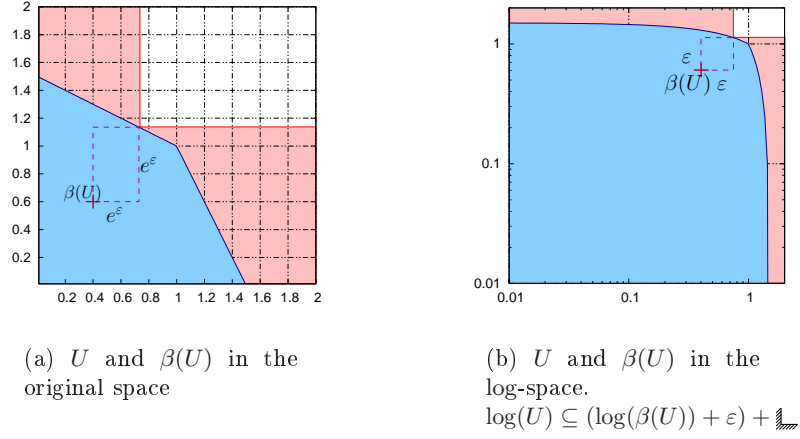 2
1.8
1.6
1.4
1.2
1
0.8
0.6
0.4
0.2
β(U)
e^ε
e^ε
0.2 0.4 0.6 0.8 1 1.2 1.4 1.6 1.8 2
(a) U and β(U) in the
original space
1
0.1
0.01
ε
β(U) ε
0.01 0.1 1
(b) U and β(U) in the
log-space.
log(U) ⊆ (log(β(U)) + ε) +